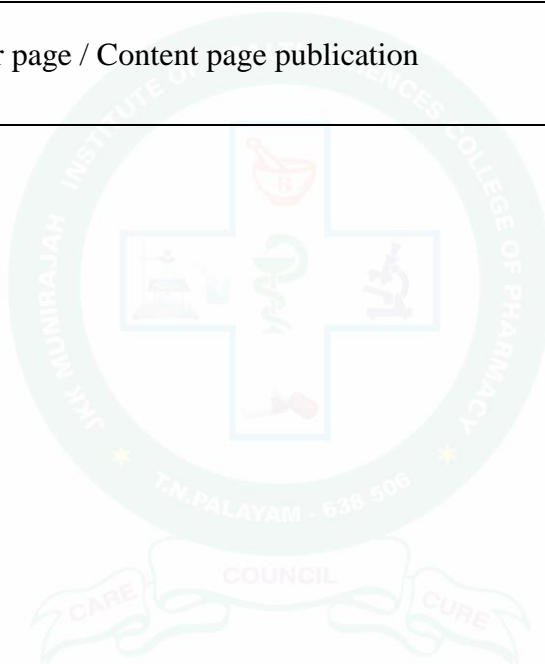 r page / Content page publication
JKK MUNIRAJAH INSTITUTE OF HEALTH SCIENCES COLLEGE OF PHARMACY
R
T.N.PALAYAM - 638 506
COUNCIL
CARE
CURE